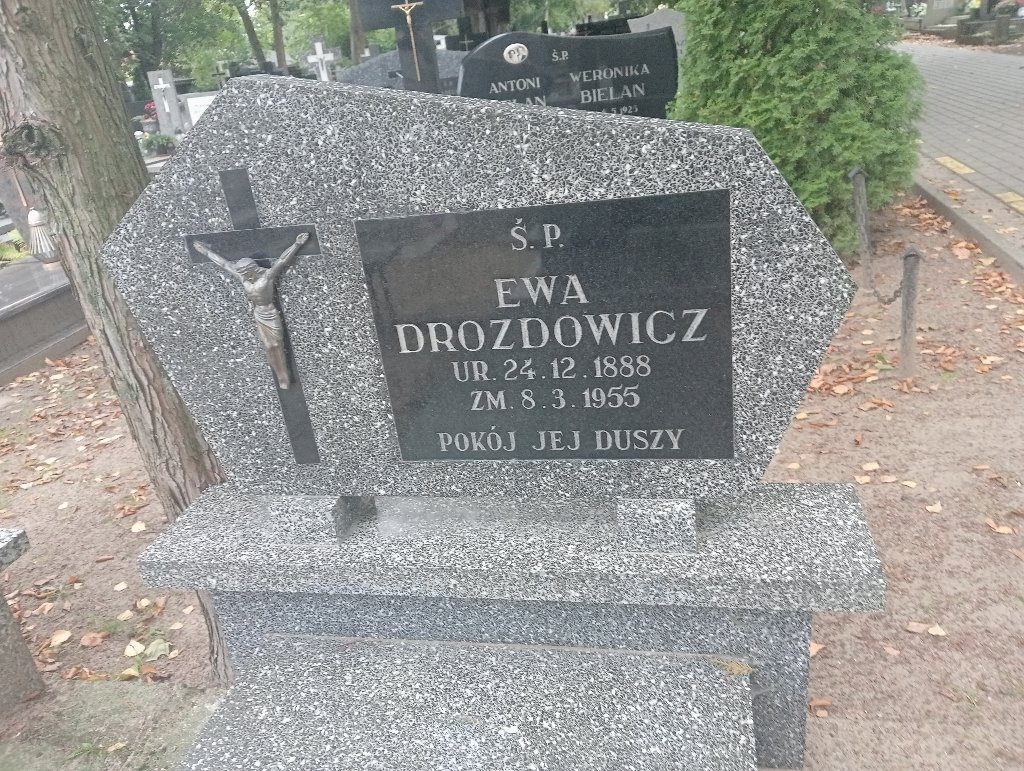 Ś.P.
EWA
DROZDOWICZ
UR. 24.12.1888
ZM. 8.3.1955
POKÓJ JEJ DUSZY
Ś.P.
ANTONI WERONIKA
BIELAN